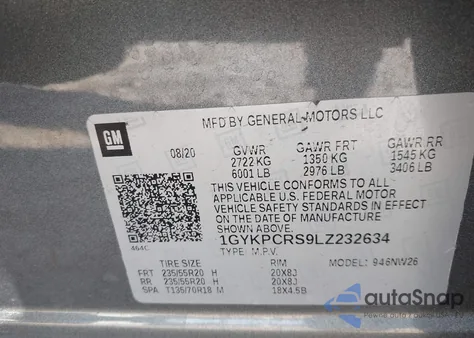 MFD BY GENERAL MOTORS LLC
GM
08/20 GVWR GAWR FRT GAWR RR
2722 KG 1350 KG 1545 KG
6001 LB 2976 LB 3406 LB
THIS VEHICLE CONFORMS TO ALL
APPLICABLE U.S. FEDERAL MOTOR
VEHICLE SAFETY STANDARDS IN EFFECT
ON THE DATE OF MANUFACTURE
SHOWN ABOVE.
1GYKPCRS9LZ232634
464C TYPE: M.P.V. MODEL: 946NW26
TIRE SIZE RIM
FRT 235/55R20 H 20X8J
RR 235/55R20 H 20X8J
SPA T135/70R18 M 18X4.5B
autoSnap